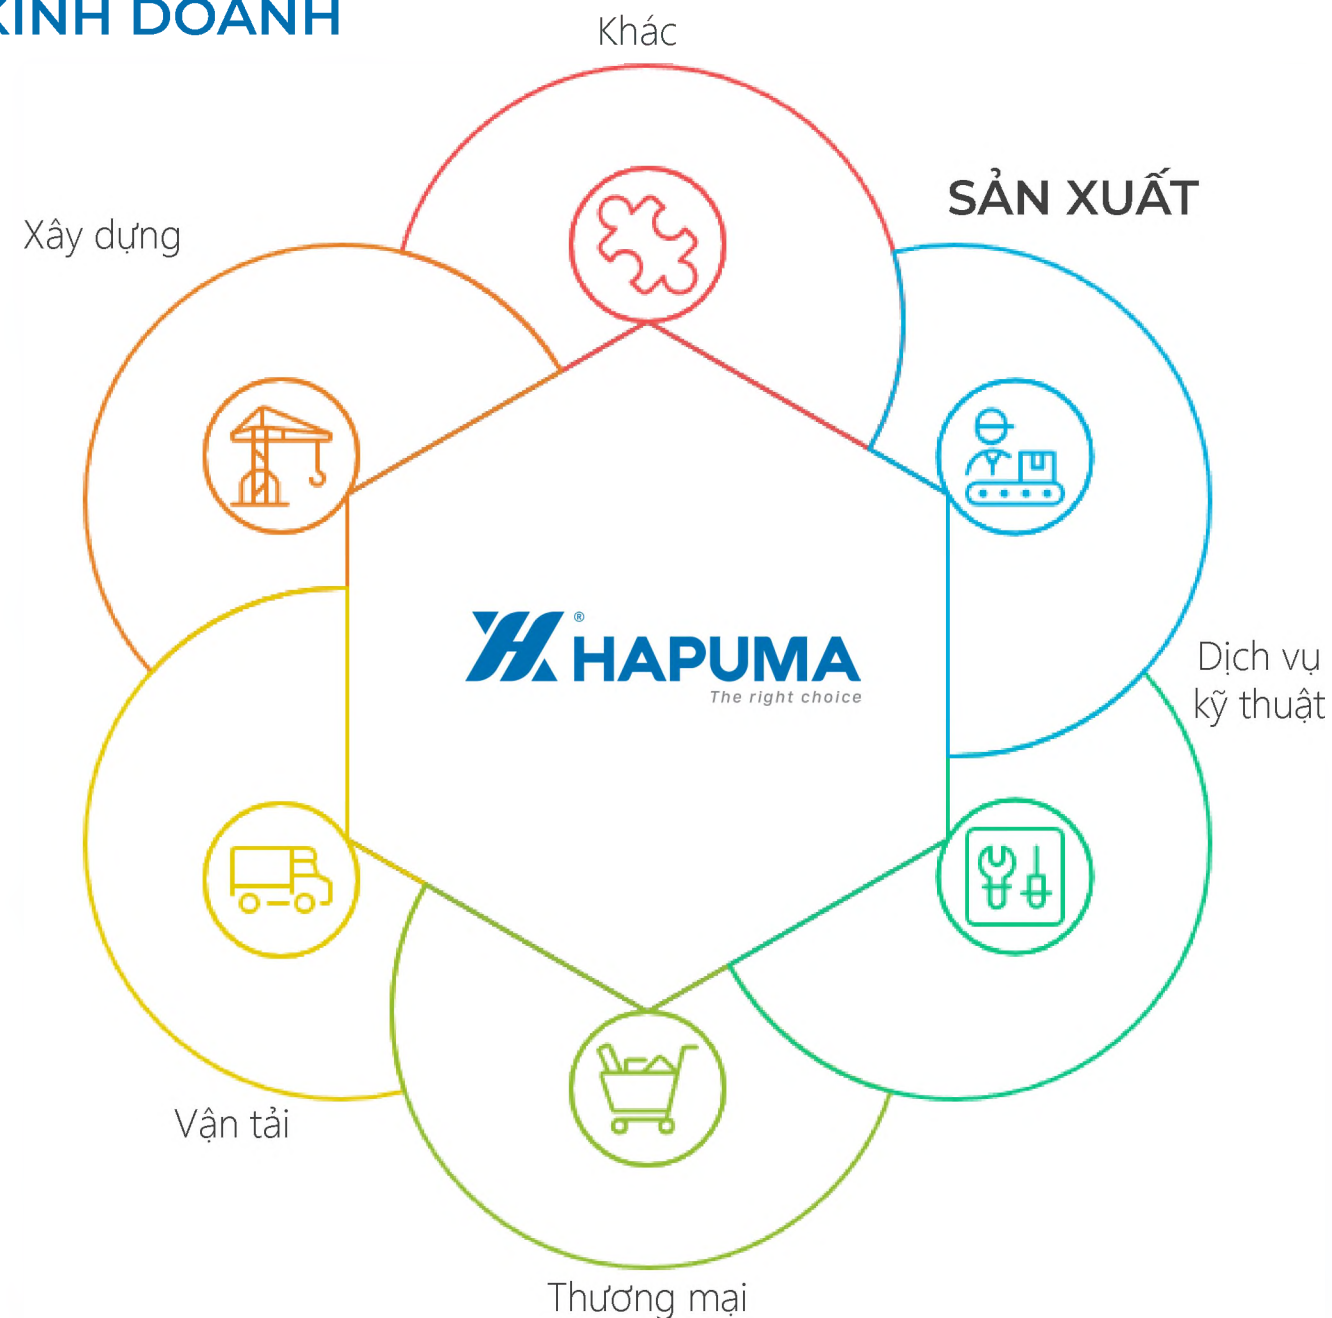 KINH DOANH
Khác
SẢN XUẤT
Xây dựng
HAPUMA®
The right choice
Dịch vụ
kỹ thuật
Vận tải
Thương mại